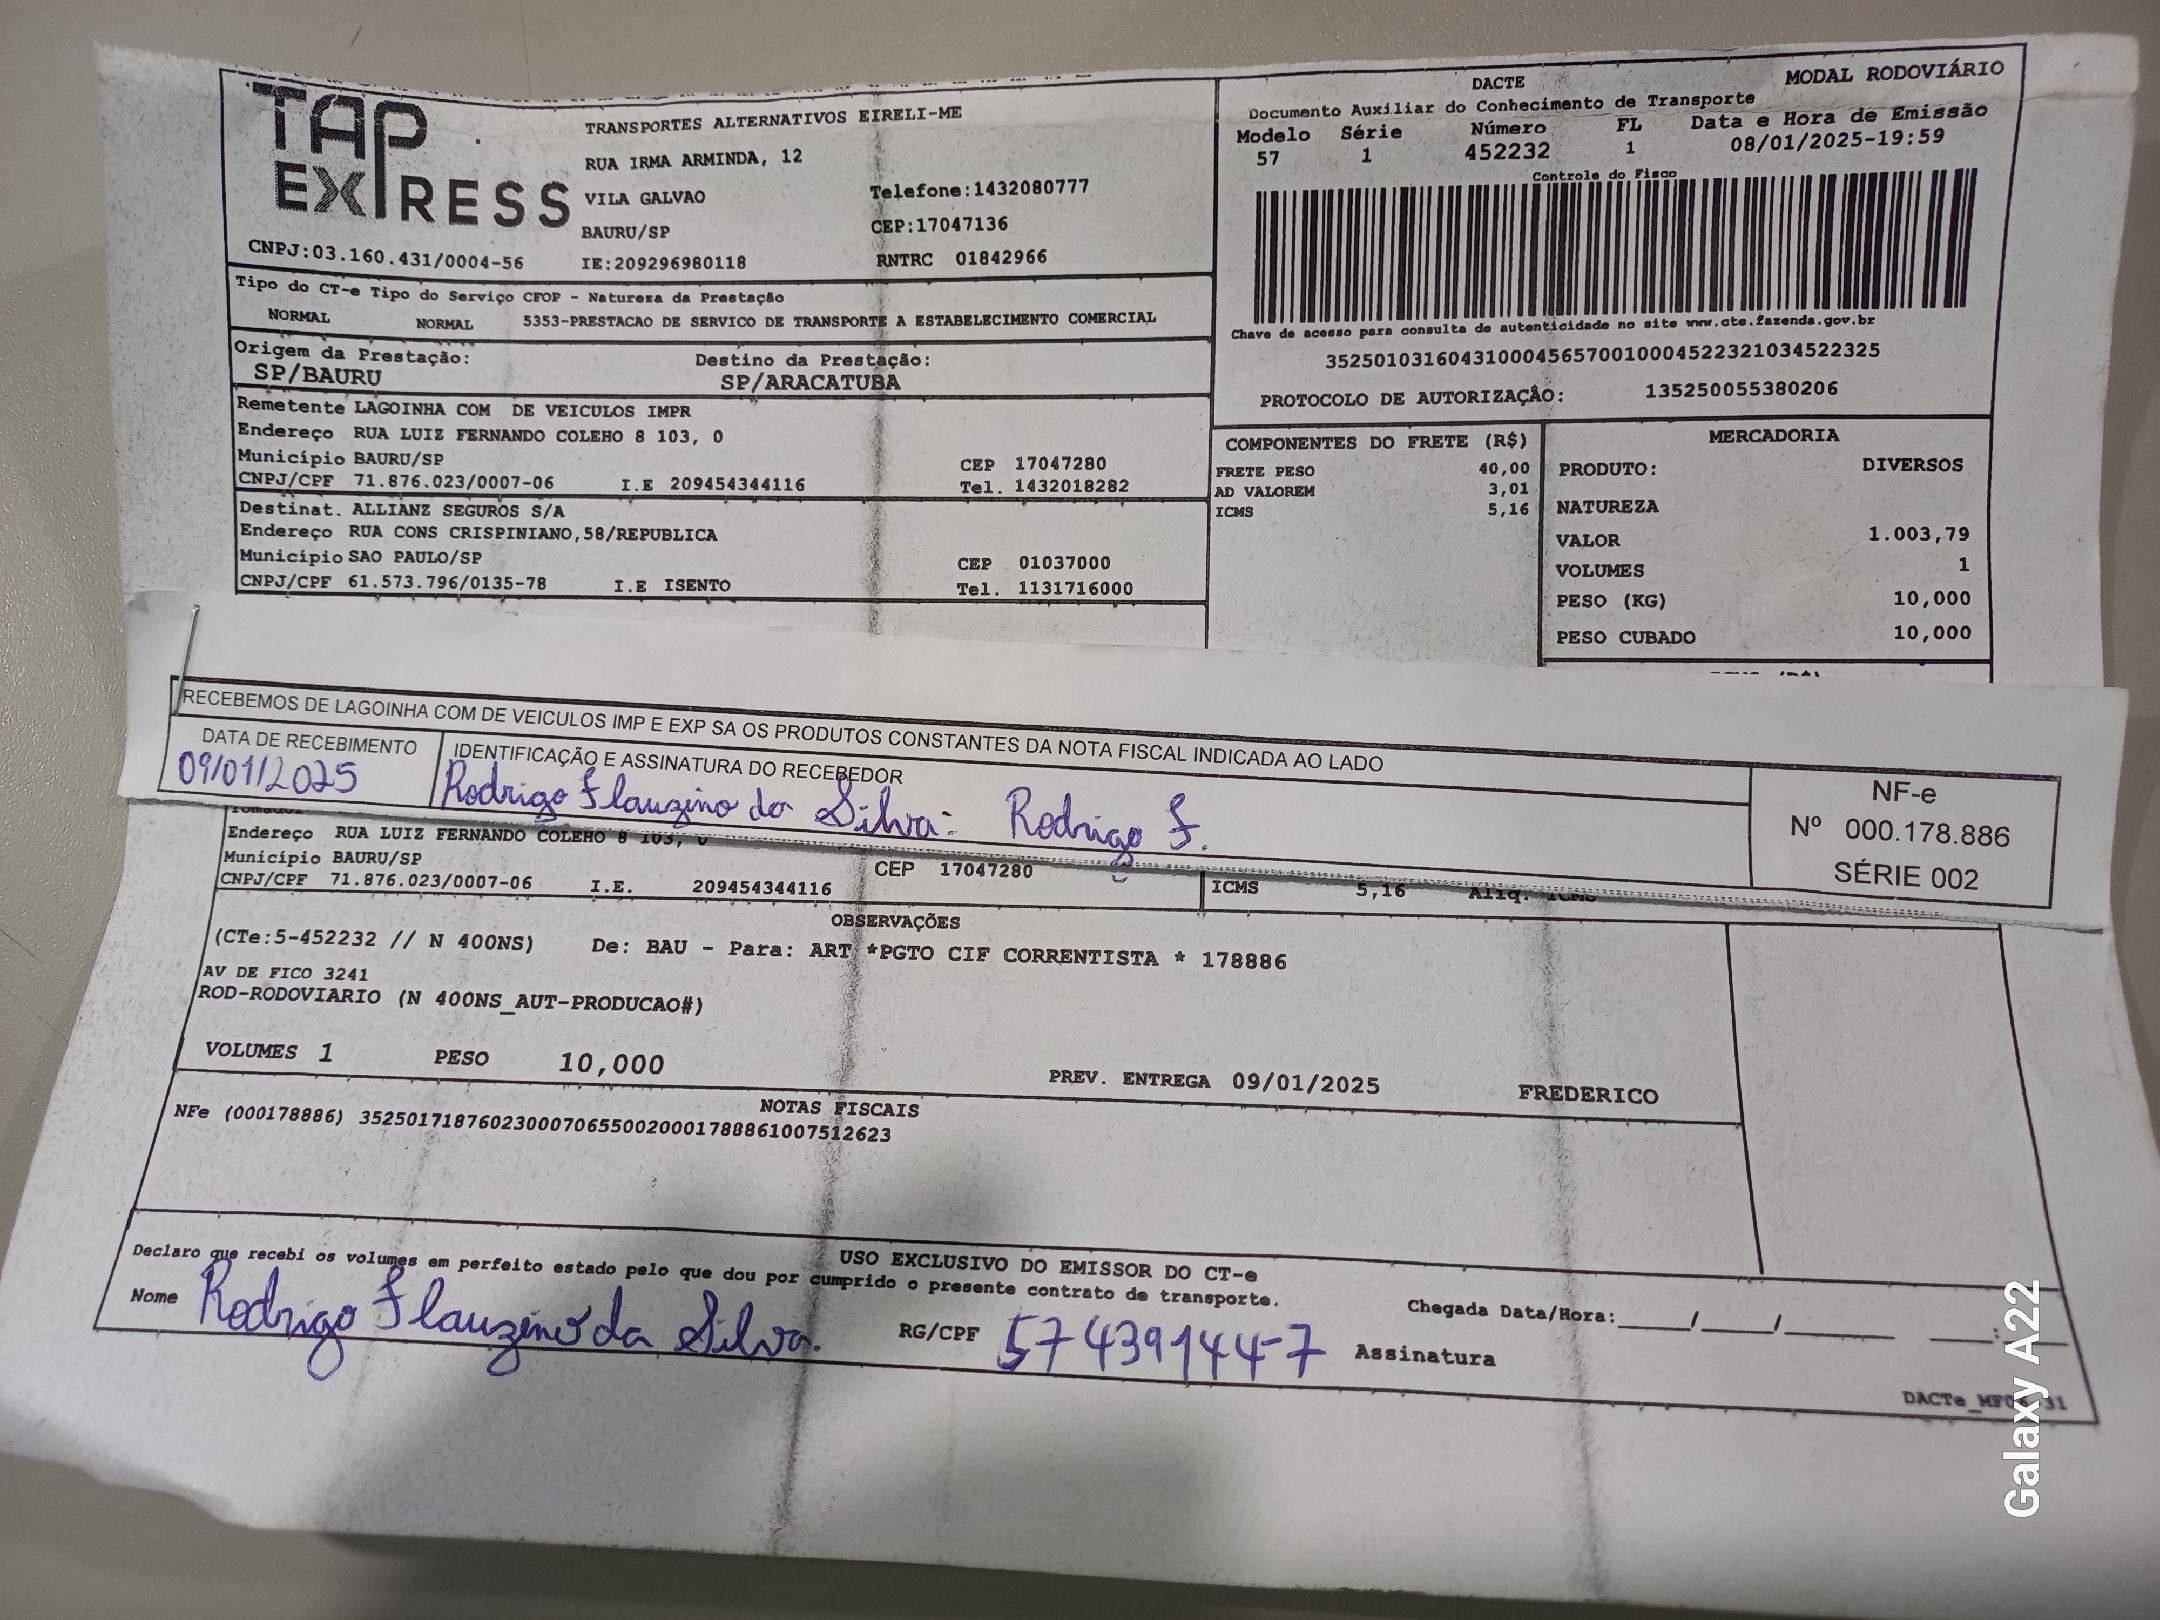 TAP EXPRESS
TRANSPORTES ALTERNATIVOS EIRELI-ME
RUA IRMA ARMINDA, 12
VILA GALVAO Telefone:1432080777
BAURU/SP CEP:17047136
CNPJ:03.160.431/0004-56 IE:209296980118 RNTRC 01842966
DACTE MODAL RODOVIÁRIO
Documento Auxiliar do Conhecimento de Transporte
Modelo Série Número FL Data e Hora de Emissão
57 1 452232 1 08/01/2025-19:59
Controle do Fisco
Chave de acesso para consulta de autenticidade no site www.cte.fazenda.gov.br
35250103160431000456570010004522321034522325
PROTOCOLO DE AUTORIZAÇÃO: 135250055380206
Tipo do CT-e Tipo do Serviço CFOP - Natureza da Prestação
NORMAL NORMAL 5353-PRESTACAO DE SERVICO DE TRANSPORTE A ESTABELECIMENTO COMERCIAL
Origem da Prestação: Destino da Prestação:
SP/BAURU SP/ARACATUBA
Remetente LAGOINHA COM DE VEICULOS IMPR
Endereço RUA LUIZ FERNANDO COLEHO 8 103, 0
Município BAURU/SP CEP 17047280
CNPJ/CPF 71.876.023/0007-06 I.E 209454344116 Tel. 1432018282
Destinat. ALLIANZ SEGUROS S/A
Endereço RUA CONS CRISPINIANO,58/REPUBLICA
Município SAO PAULO/SP CEP 01037000
CNPJ/CPF 61.573.796/0135-78 I.E ISENTO Tel. 1131716000
COMPONENTES DO FRETE (R$)
FRETE PESO 40,00
AD VALOREM 3,01
ICMS 5,16
MERCADORIA
PRODUTO: DIVERSOS
NATUREZA
VALOR 1.003,79
VOLUMES 1
PESO (KG) 10,000
PESO CUBADO 10,000
RECEBEMOS DE LAGOINHA COM DE VEICULOS IMP E EXP SA OS PRODUTOS CONSTANTES DA NOTA FISCAL INDICADA AO LADO
DATA DE RECEBIMENTO IDENTIFICAÇÃO E ASSINATURA DO RECEBEDOR
09/01/2025 Rodrigo Flauzino da Silva. Rodrigo F.
NF-e
Nº 000.178.886
SÉRIE 002
Endereço RUA LUIZ FERNANDO COLEHO 8 103, 0
Município BAURU/SP CEP 17047280
CNPJ/CPF 71.876.023/0007-06 I.E. 209454344116
ICMS 5,16 Aliq. ICMS
OBSERVAÇÕES
(CTe:5-452232 // N 400NS) De: BAU - Para: ART *PGTO CIF CORRENTISTA * 178886
AV DE FICO 3241
ROD-RODOVIARIO (N 400NS_AUT-PRODUCAO#)
VOLUMES 1 PESO 10,000 PREV. ENTREGA 09/01/2025 FREDERICO
NOTAS FISCAIS
NFe (000178886) 35250171876023000706550020001788861007512623
USO EXCLUSIVO DO EMISSOR DO CT-e
Declaro que recebi os volumes em perfeito estado pelo que dou por cumprido o presente contrato de transporte.
Nome Rodrigo Flauzino da Silva. RG/CPF 57439144-7 Assinatura
Chegada Data/Hora:____/____/______ ____:____
Galaxy A22